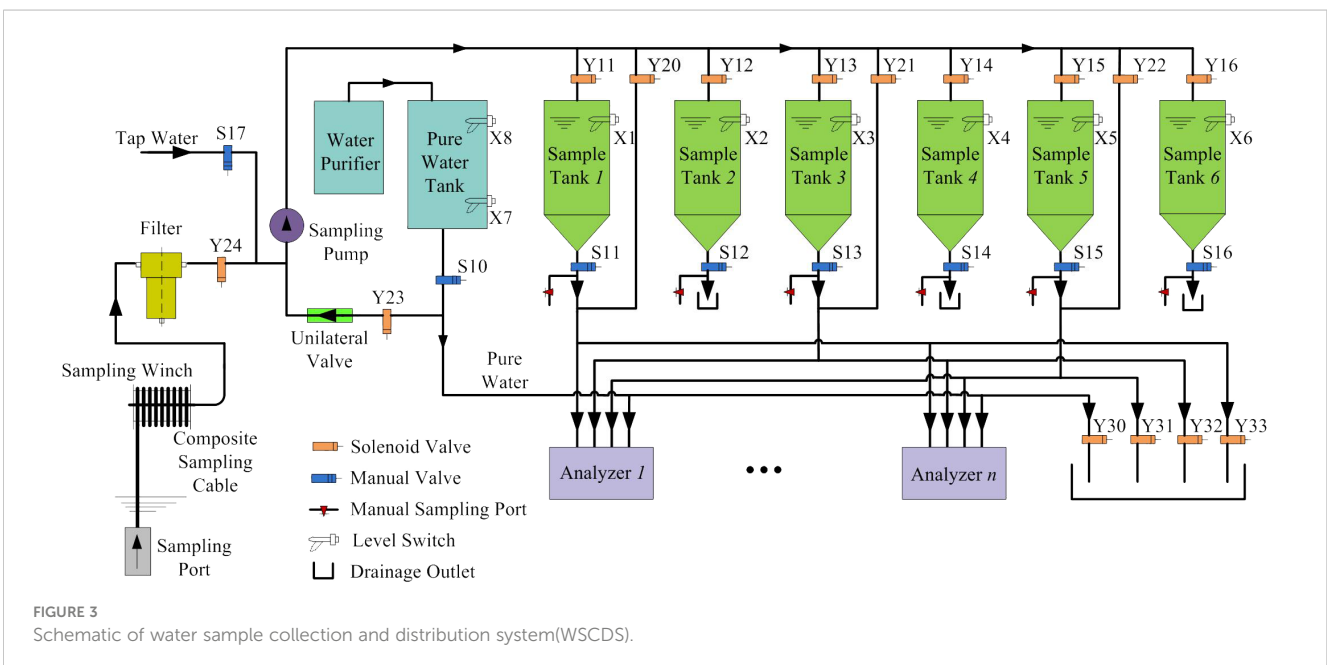 Y11
Y20
Y12
Y13
Y21
Y14
Y15
Y22
Y16
Tap Water
S17
Water
Purifier
Pure
Water
Tank
X8
X7
Sample
Tank 1
X1
Sample
Tank 2
X2
Sample
Tank 3
X3
Sample
Tank 4
X4
Sample
Tank 5
X5
Sample
Tank 6
X6
Filter
Y24
Sampling
Pump
S10
S11
S12
S13
S14
S15
S16
Y23
Unilateral
Valve
Pure
Water
Sampling Winch
Composite
Sampling
Cable
Sampling
Port
Solenoid Valve
Manual Valve
Manual Sampling Port
Level Switch
Drainage Outlet
Analyzer 1
•••
Analyzer n
Y30
Y31
Y32
Y33
FIGURE 3
Schematic of water sample collection and distribution system(WSCDS).